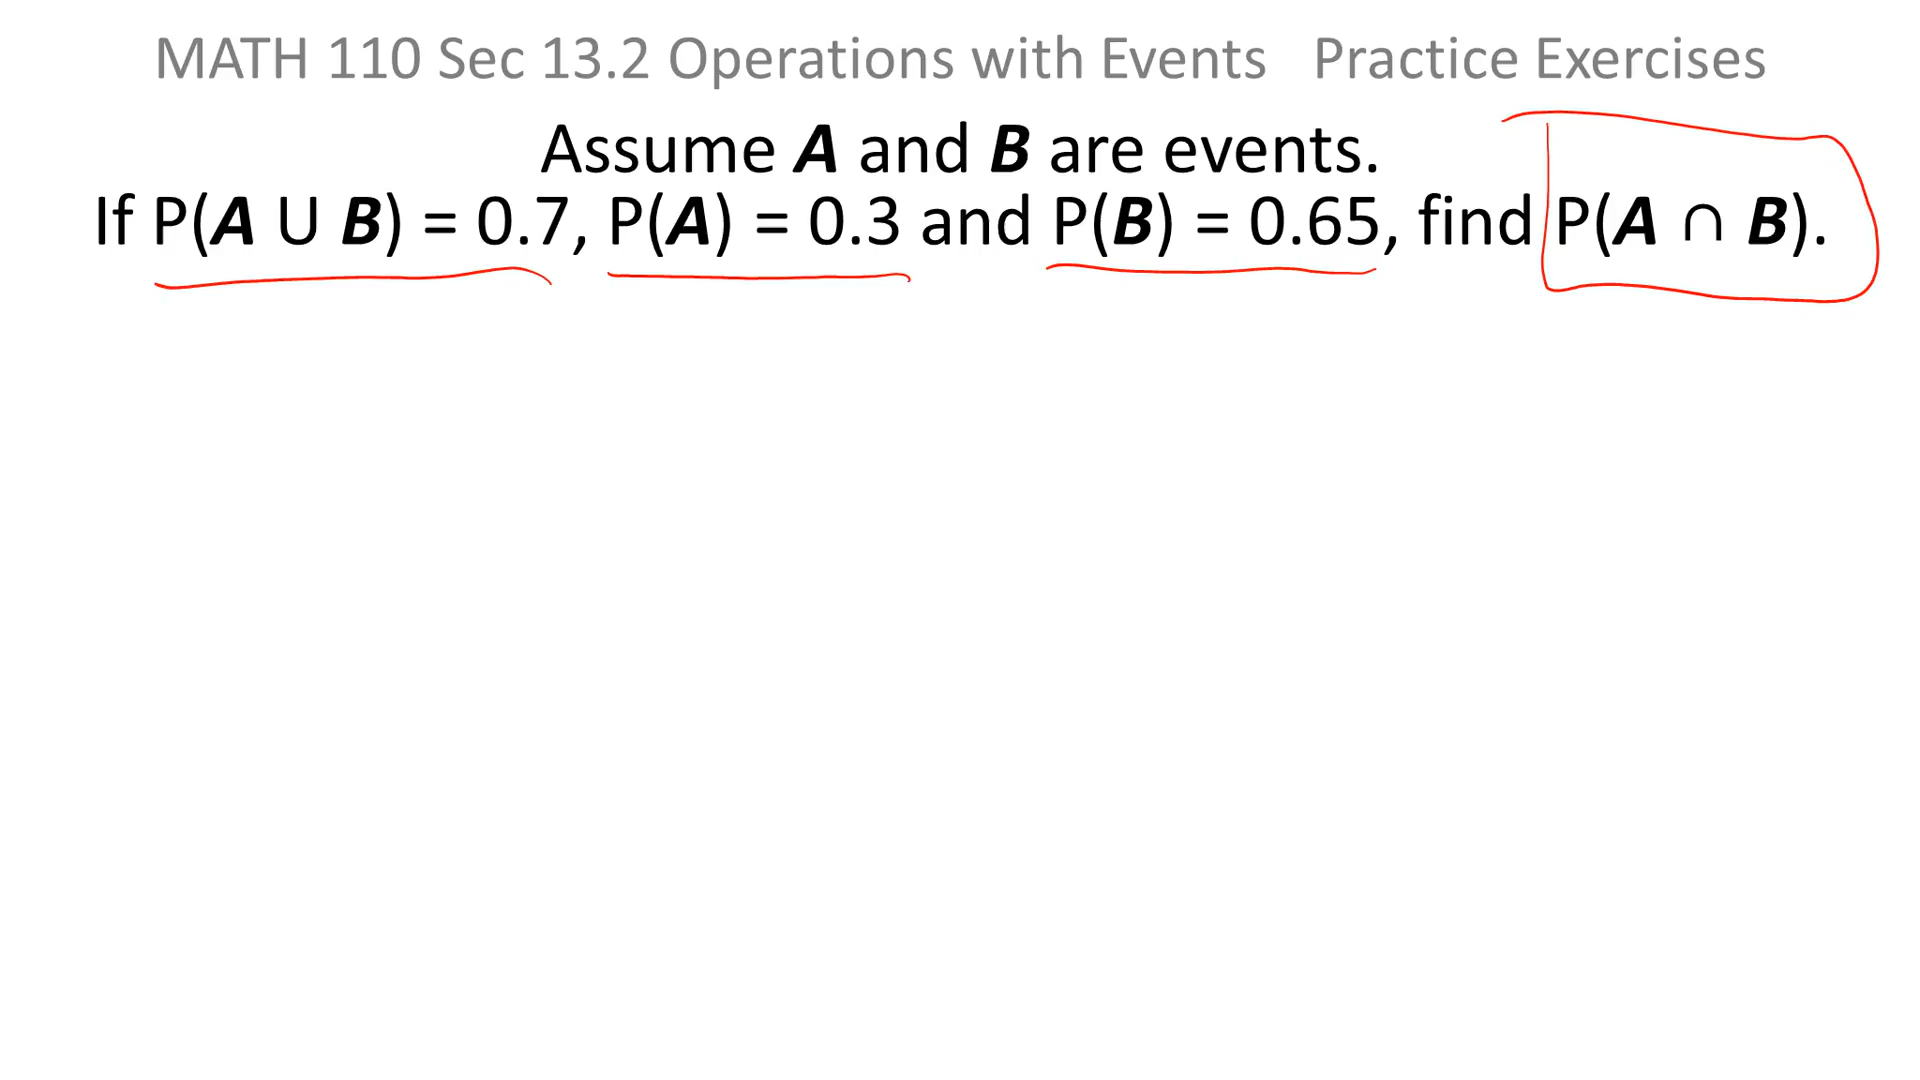 MATH 110 Sec 13.2 Operations with Events Practice Exercises
Assume A and B are events.
If P(A ∪ B) = 0.7, P(A) = 0.3 and P(B) = 0.65, find P(A ∩ B).